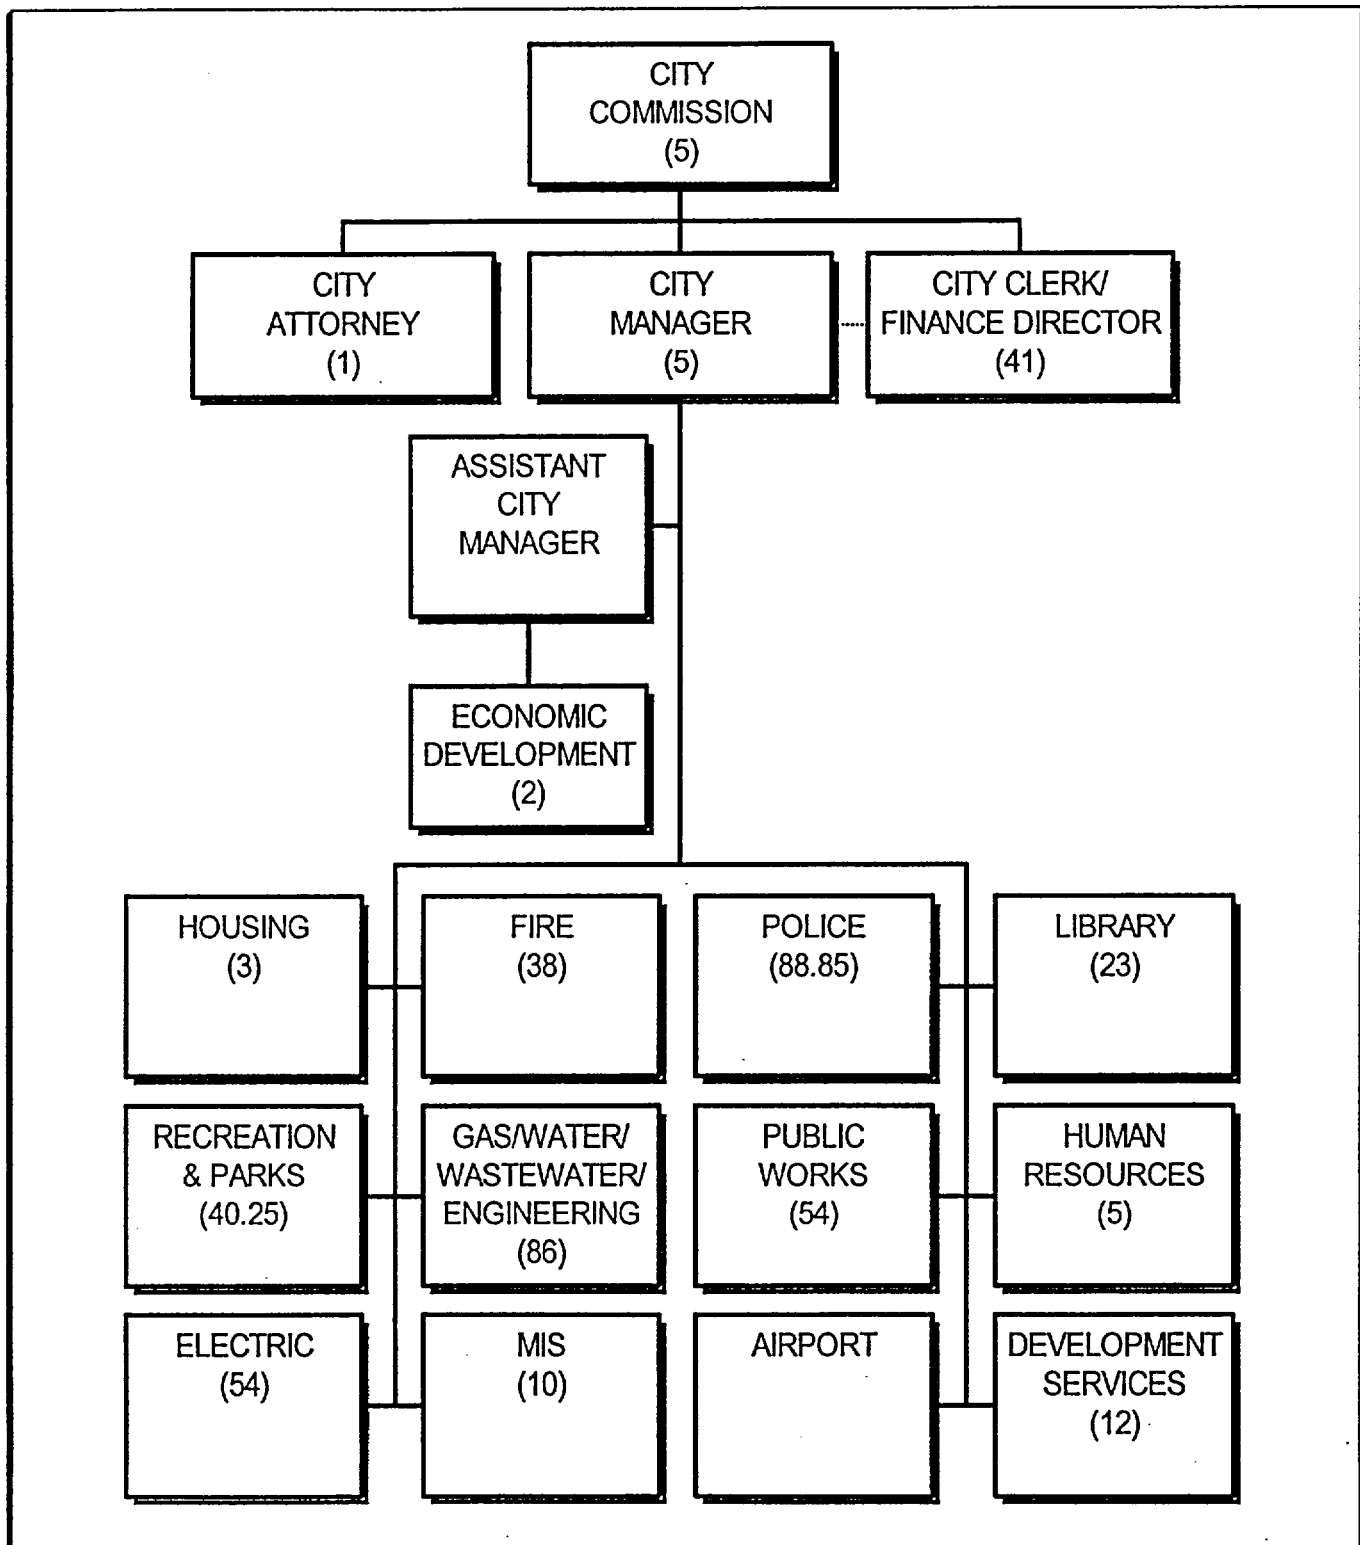 CITY
COMMISSION
(5)
CITY
ATTORNEY
(1)
CITY
MANAGER
(5)
CITY CLERK/
FINANCE DIRECTOR
(41)
ASSISTANT
CITY
MANAGER
ECONOMIC
DEVELOPMENT
(2)
HOUSING
(3)
FIRE
(38)
POLICE
(88.85)
LIBRARY
(23)
RECREATION
& PARKS
(40.25)
GAS/WATER/
WASTEWATER/
ENGINEERING
(86)
PUBLIC
WORKS
(54)
HUMAN
RESOURCES
(5)
ELECTRIC
(54)
MIS
(10)
AIRPORT
DEVELOPMENT
SERVICES
(12)